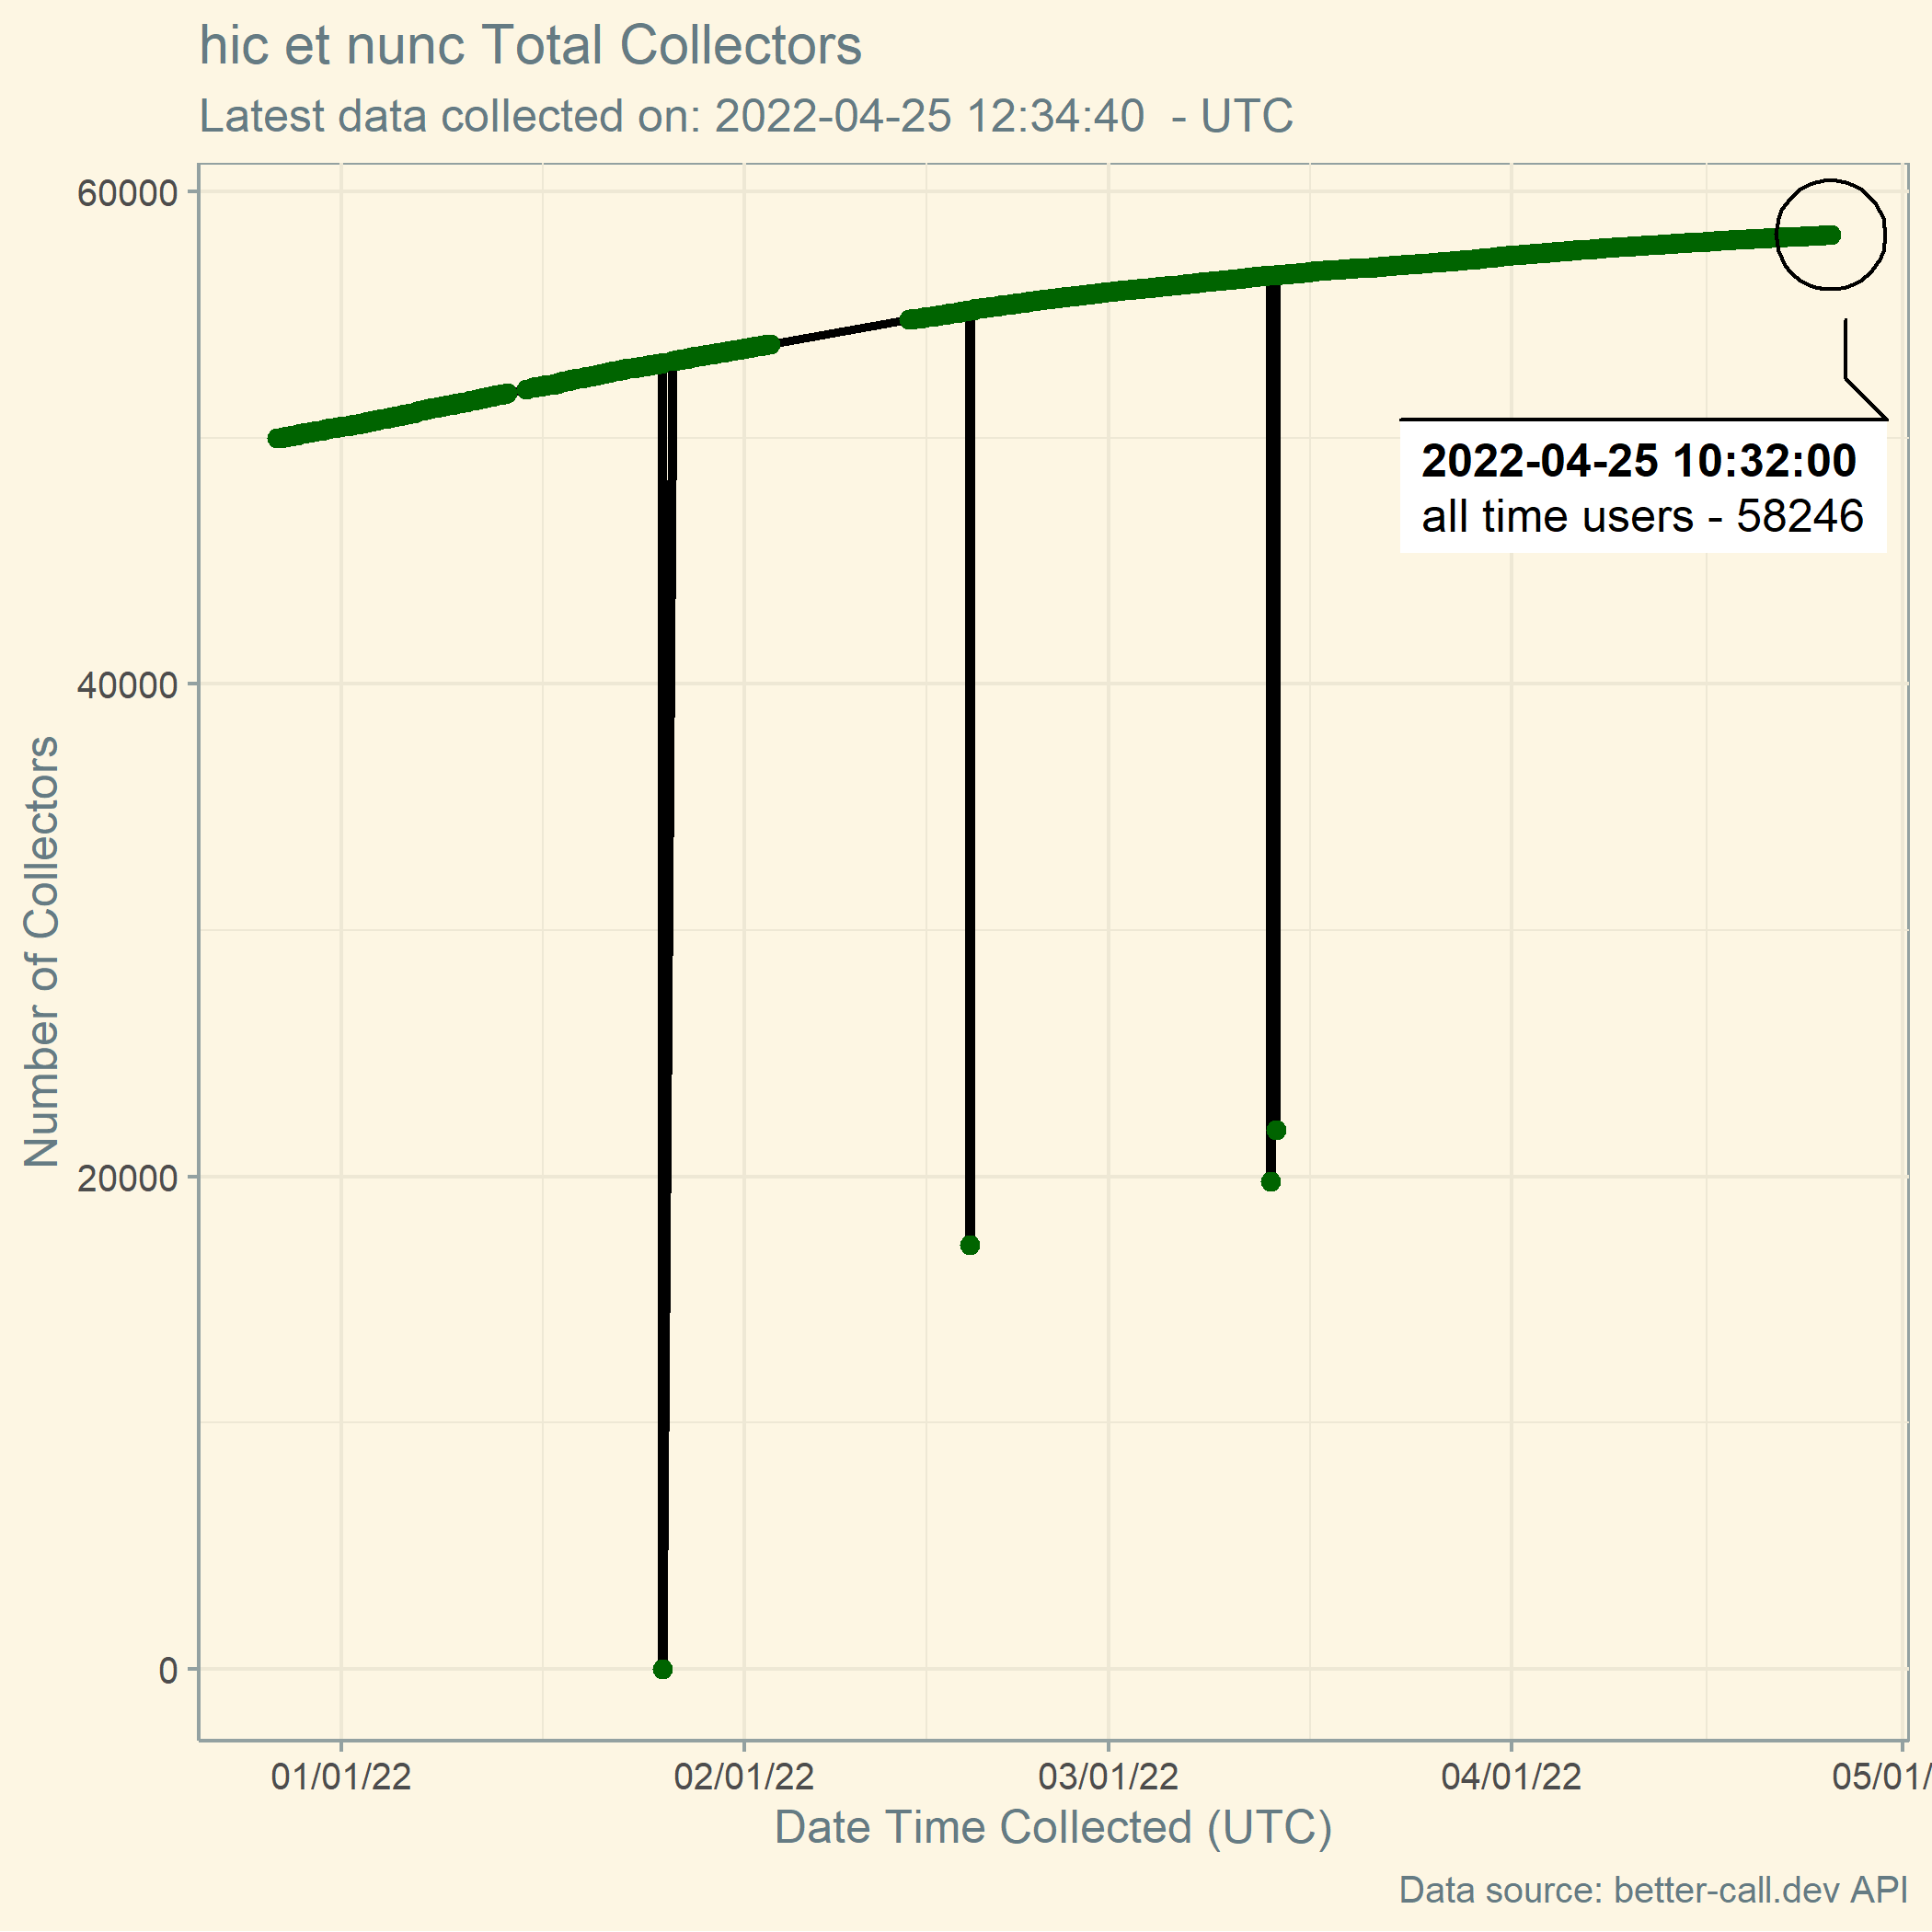 hic et nunc Total Collectors
Latest data collected on: 2022-04-25 12:34:40  - UTC
60000
2022-04-25 10:32:00
all time users - 58246
40000
Number of Collectors
20000
0
01/01/22
02/01/22
03/01/22
04/01/22
05/01/
Date Time Collected (UTC)
Data source: better-call.dev API